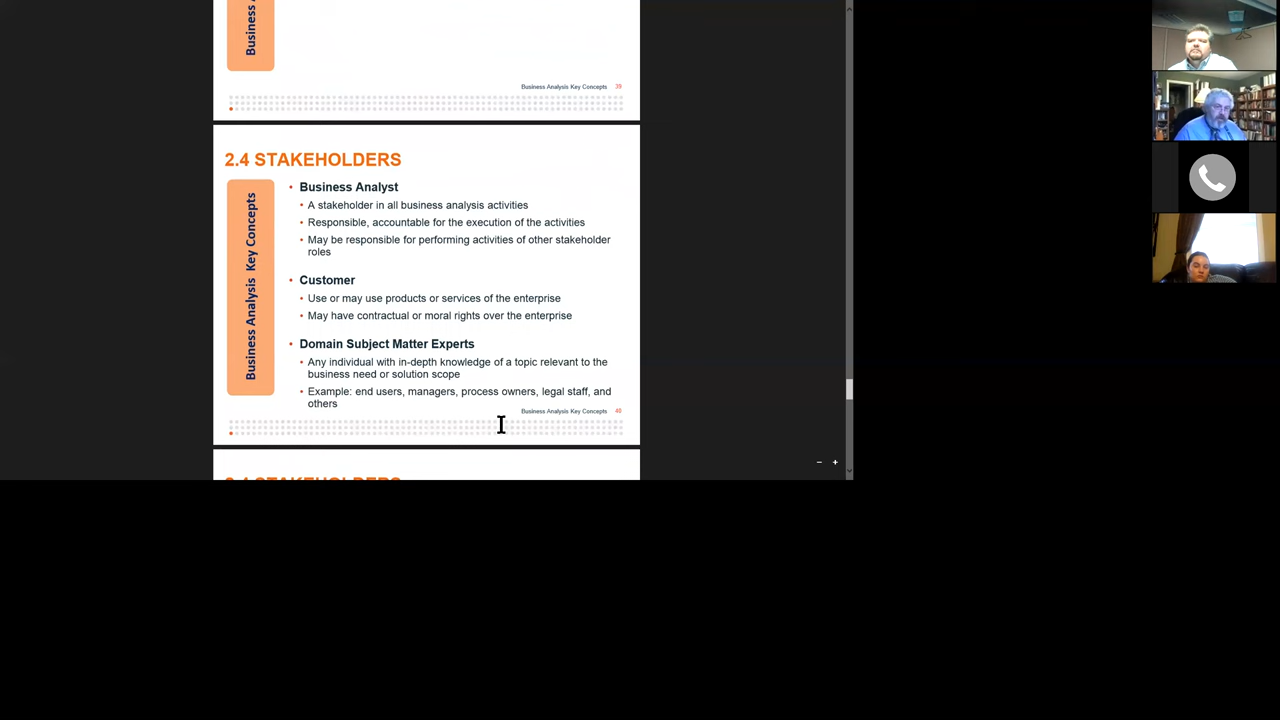 Business A
Business Analysis Key Concepts 39
2.4 STAKEHOLDERS
Business Analysis Key Concepts
• Business Analyst
• A stakeholder in all business analysis activities
• Responsible, accountable for the execution of the activities
• May be responsible for performing activities of other stakeholder
roles
• Customer
• Use or may use products or services of the enterprise
• May have contractual or moral rights over the enterprise
• Domain Subject Matter Experts
• Any individual with in-depth knowledge of a topic relevant to the
business need or solution scope
• Example: end users, managers, process owners, legal staff, and
others
Business Analysis Key Concepts 40
2.4 STAKEHOLDERS